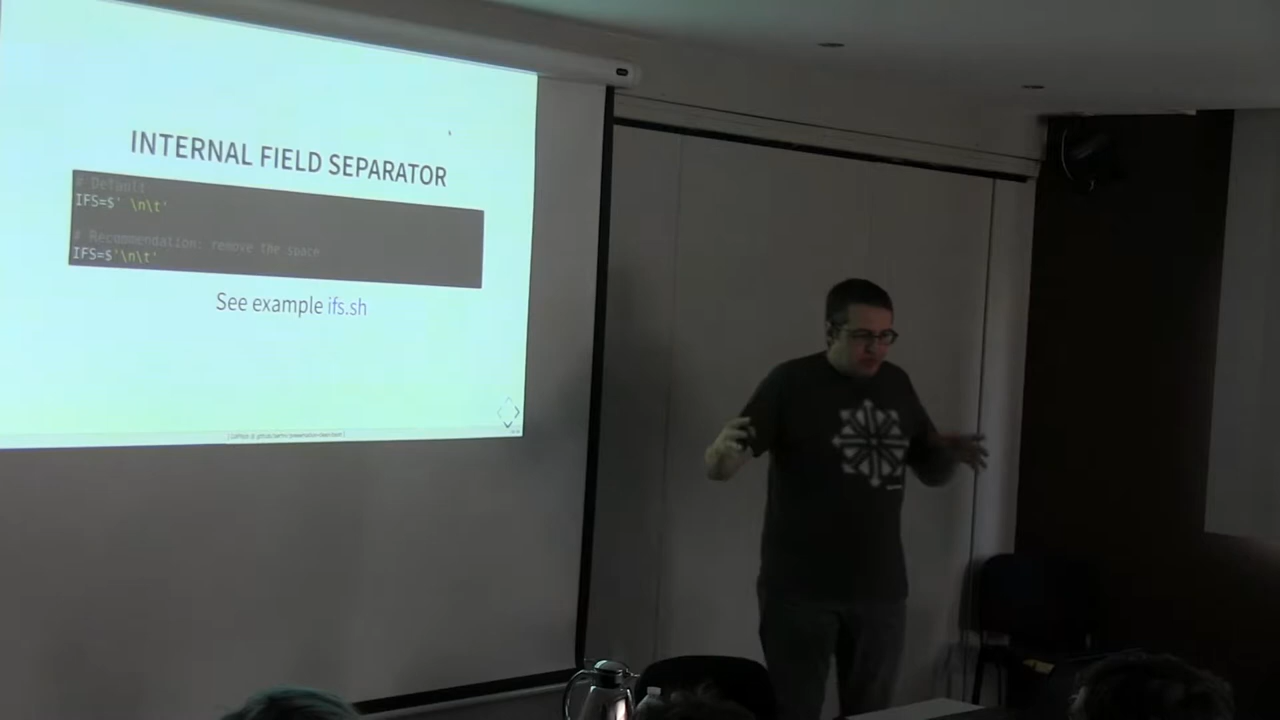 INTERNAL FIELD SEPARATOR
# Default
IFS=$' \n\t'
# Recommendation: remove the space
IFS=$'\n\t'
See example ifs.sh